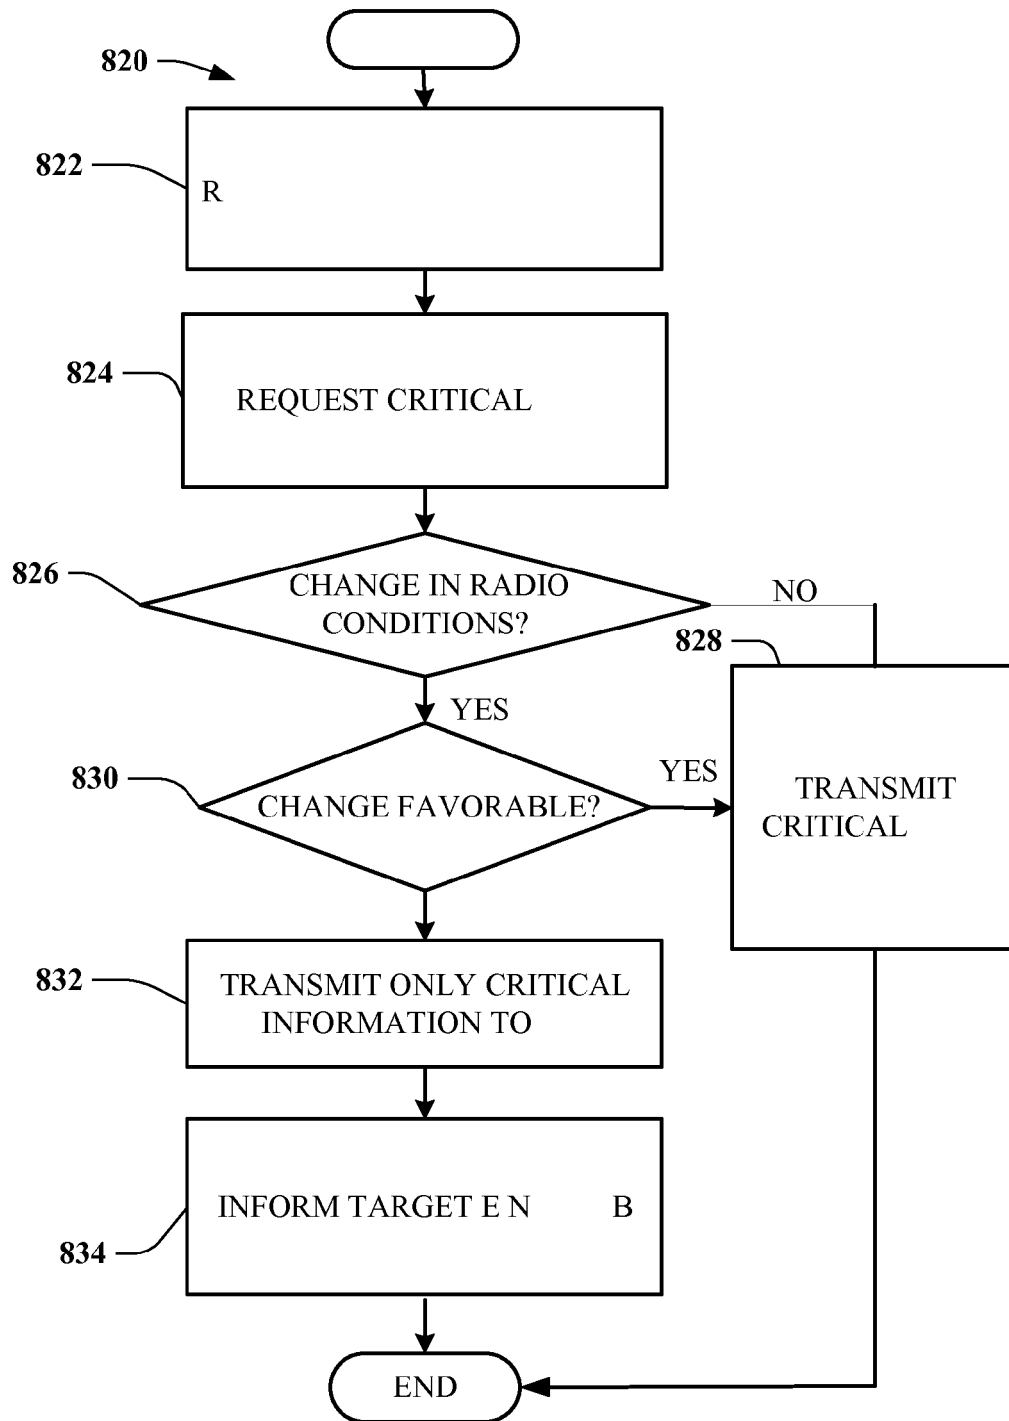 820
822
R
824
REQUEST CRITICAL
826
CHANGE IN RADIO
CONDITIONS?
NO
828
YES
830
CHANGE FAVORABLE?
YES
TRANSMIT
CRITICAL
832
TRANSMIT ONLY CRITICAL
INFORMATION TO
INFORM TARGET E N B
834
END